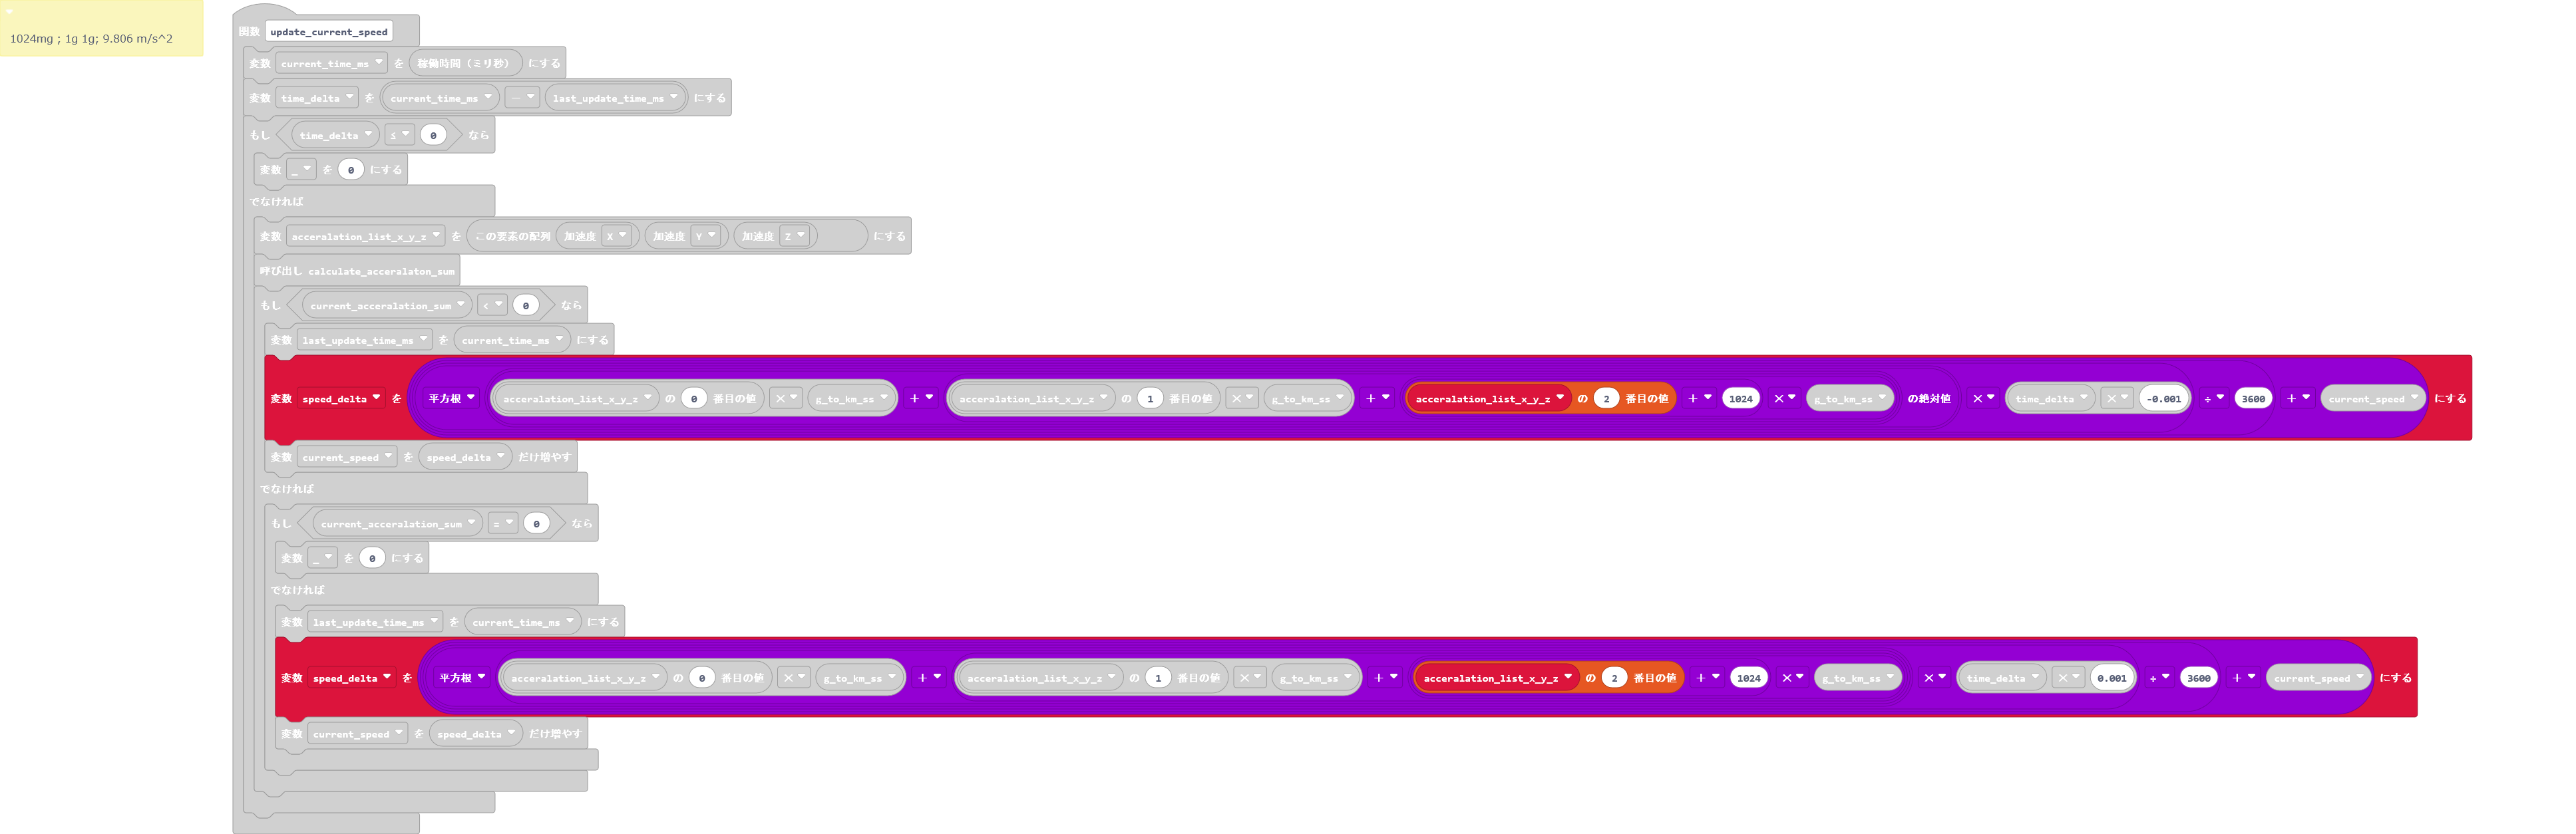 1024mg ; 1g 1g; 9.806 m/s^2
関数 update_current_speed
変数 current_time_ms を 稼働時間（ミリ秒） にする
変数 time_delta を current_time_ms - last_update_time_ms にする
もし time_delta ≤ 0 なら
変数 _ を 0 にする
でなければ
変数 acceralation_list_x_y_z を この要素の配列 加速度 X 加速度 Y 加速度 Z にする
呼び出し calculate_acceralaton_sum
もし current_acceralation_sum < 0 なら
変数 last_update_time_ms を current_time_ms にする
変数 speed_delta を 平方根 acceralation_list_x_y_z の 0 番目の値 × g_to_km_ss + acceralation_list_x_y_z の 1 番目の値 × g_to_km_ss + acceralation_list_x_y_z の 2 番目の値 + 1024 × g_to_km_ss の絶対値 × time_delta × -0.001 ÷ 3600 + current_speed にする
変数 current_speed を speed_delta だけ増やす
でなければ
もし current_acceralation_sum = 0 なら
変数 _ を 0 にする
でなければ
変数 last_update_time_ms を current_time_ms にする
変数 speed_delta を 平方根 acceralation_list_x_y_z の 0 番目の値 × g_to_km_ss + acceralation_list_x_y_z の 1 番目の値 × g_to_km_ss + acceralation_list_x_y_z の 2 番目の値 + 1024 × g_to_km_ss × time_delta × 0.001 ÷ 3600 + current_speed にする
変数 current_speed を speed_delta だけ増やす